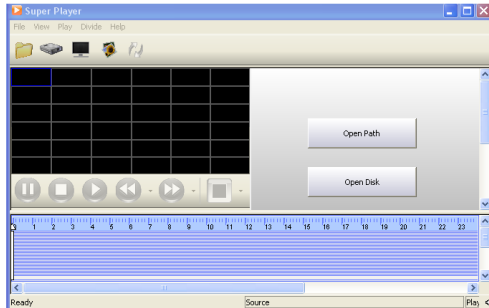 Super Player
File View Play Divide Help
Open Path
Open Disk
0 1 2 3 4 5 6 7 8 9 10 11 12 13 14 15 16 17 18 19 20 21 22 23
Ready Source Play